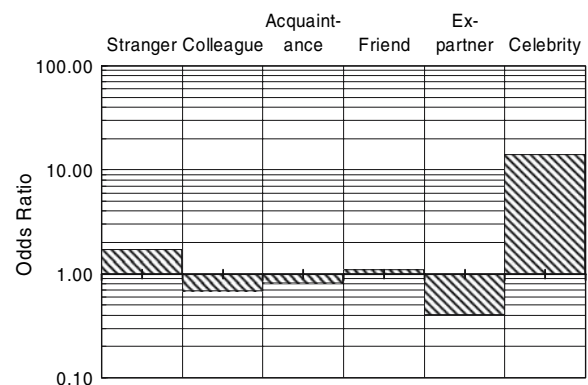 Acquaint- Ex-
Stranger Colleague ance Friend partner Celebrity
100.00
10.00
1.00
0.10
Odds Ratio